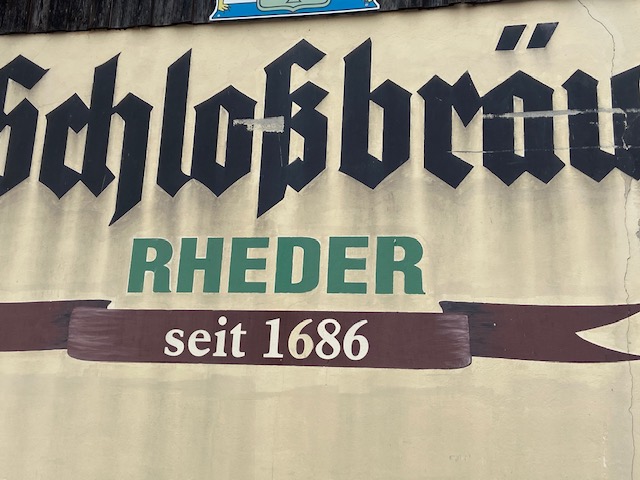 Schloßbräu
RHEDER
seit 1686